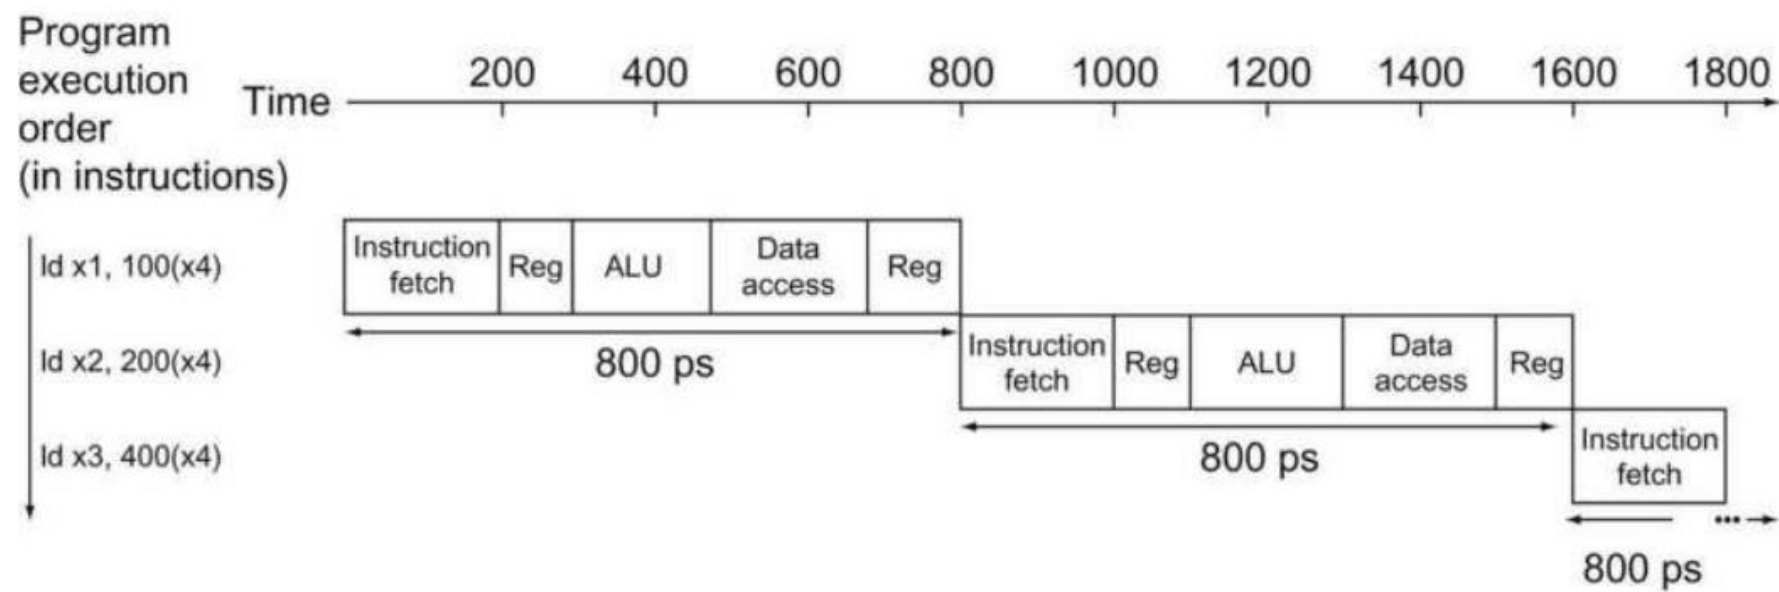 Program
execution
order
(in instructions)
Time
200 400 600 800 1000 1200 1400 1600 1800
ld x1, 100(x4)
Instruction
fetch
Reg
ALU
Data
access
Reg
800 ps
ld x2, 200(x4)
Instruction
fetch
Reg
ALU
Data
access
Reg
800 ps
ld x3, 400(x4)
Instruction
fetch
...
800 ps